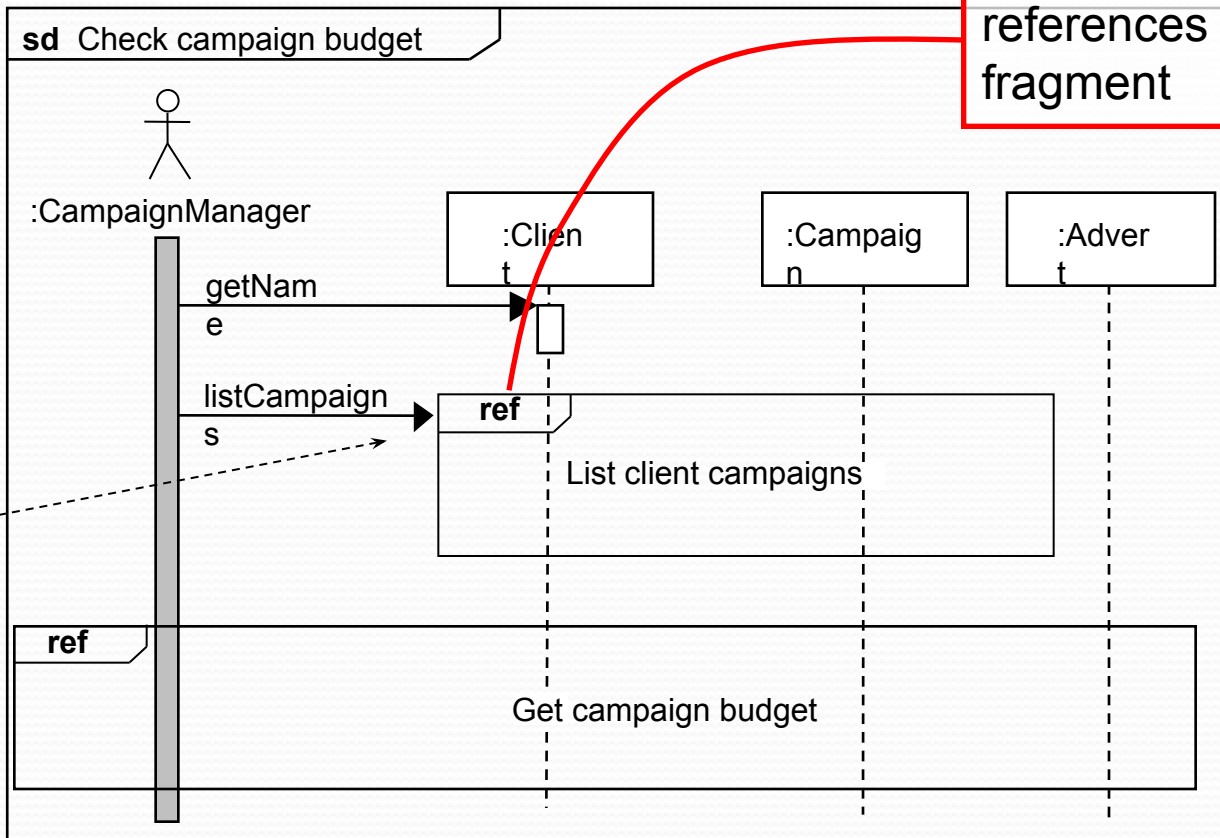 references
fragment
sd Check campaign budget
:CampaignManager
:Clien
t
:Campaig
n
:Adver
t
getNam
e
listCampaign
s
ref
List client campaigns
ref
Get campaign budget